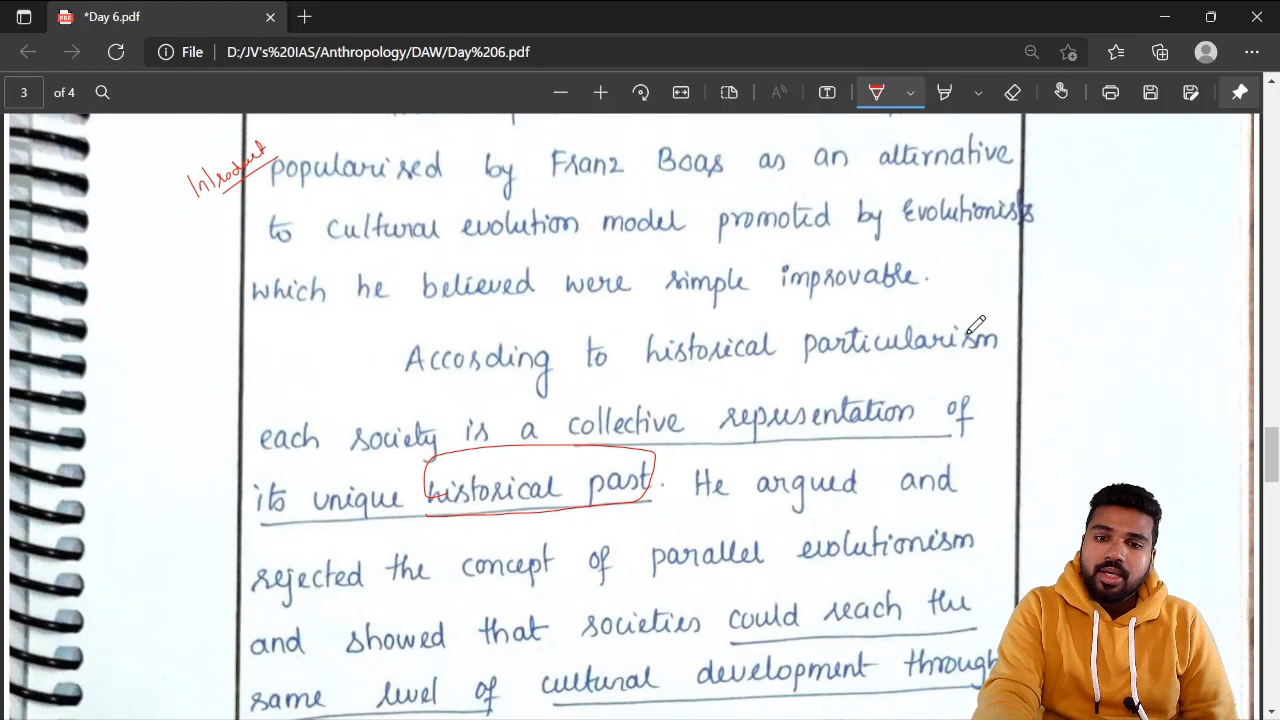 *Day 6.pdf
File
D:/JV's%20IAS/Anthropology/DAW/Day%206.pdf
3 of 4
Introduct
popularised by Franz Boas as an alternative
to cultural evolution model promoted by Evolutionists
which he believed were simple improvable.
According to historical particularism
each society is a collective representation of
its unique historical past. He argued and
rejected the concept of parallel evolutionism
and showed that societies could reach the
same level of cultural development through